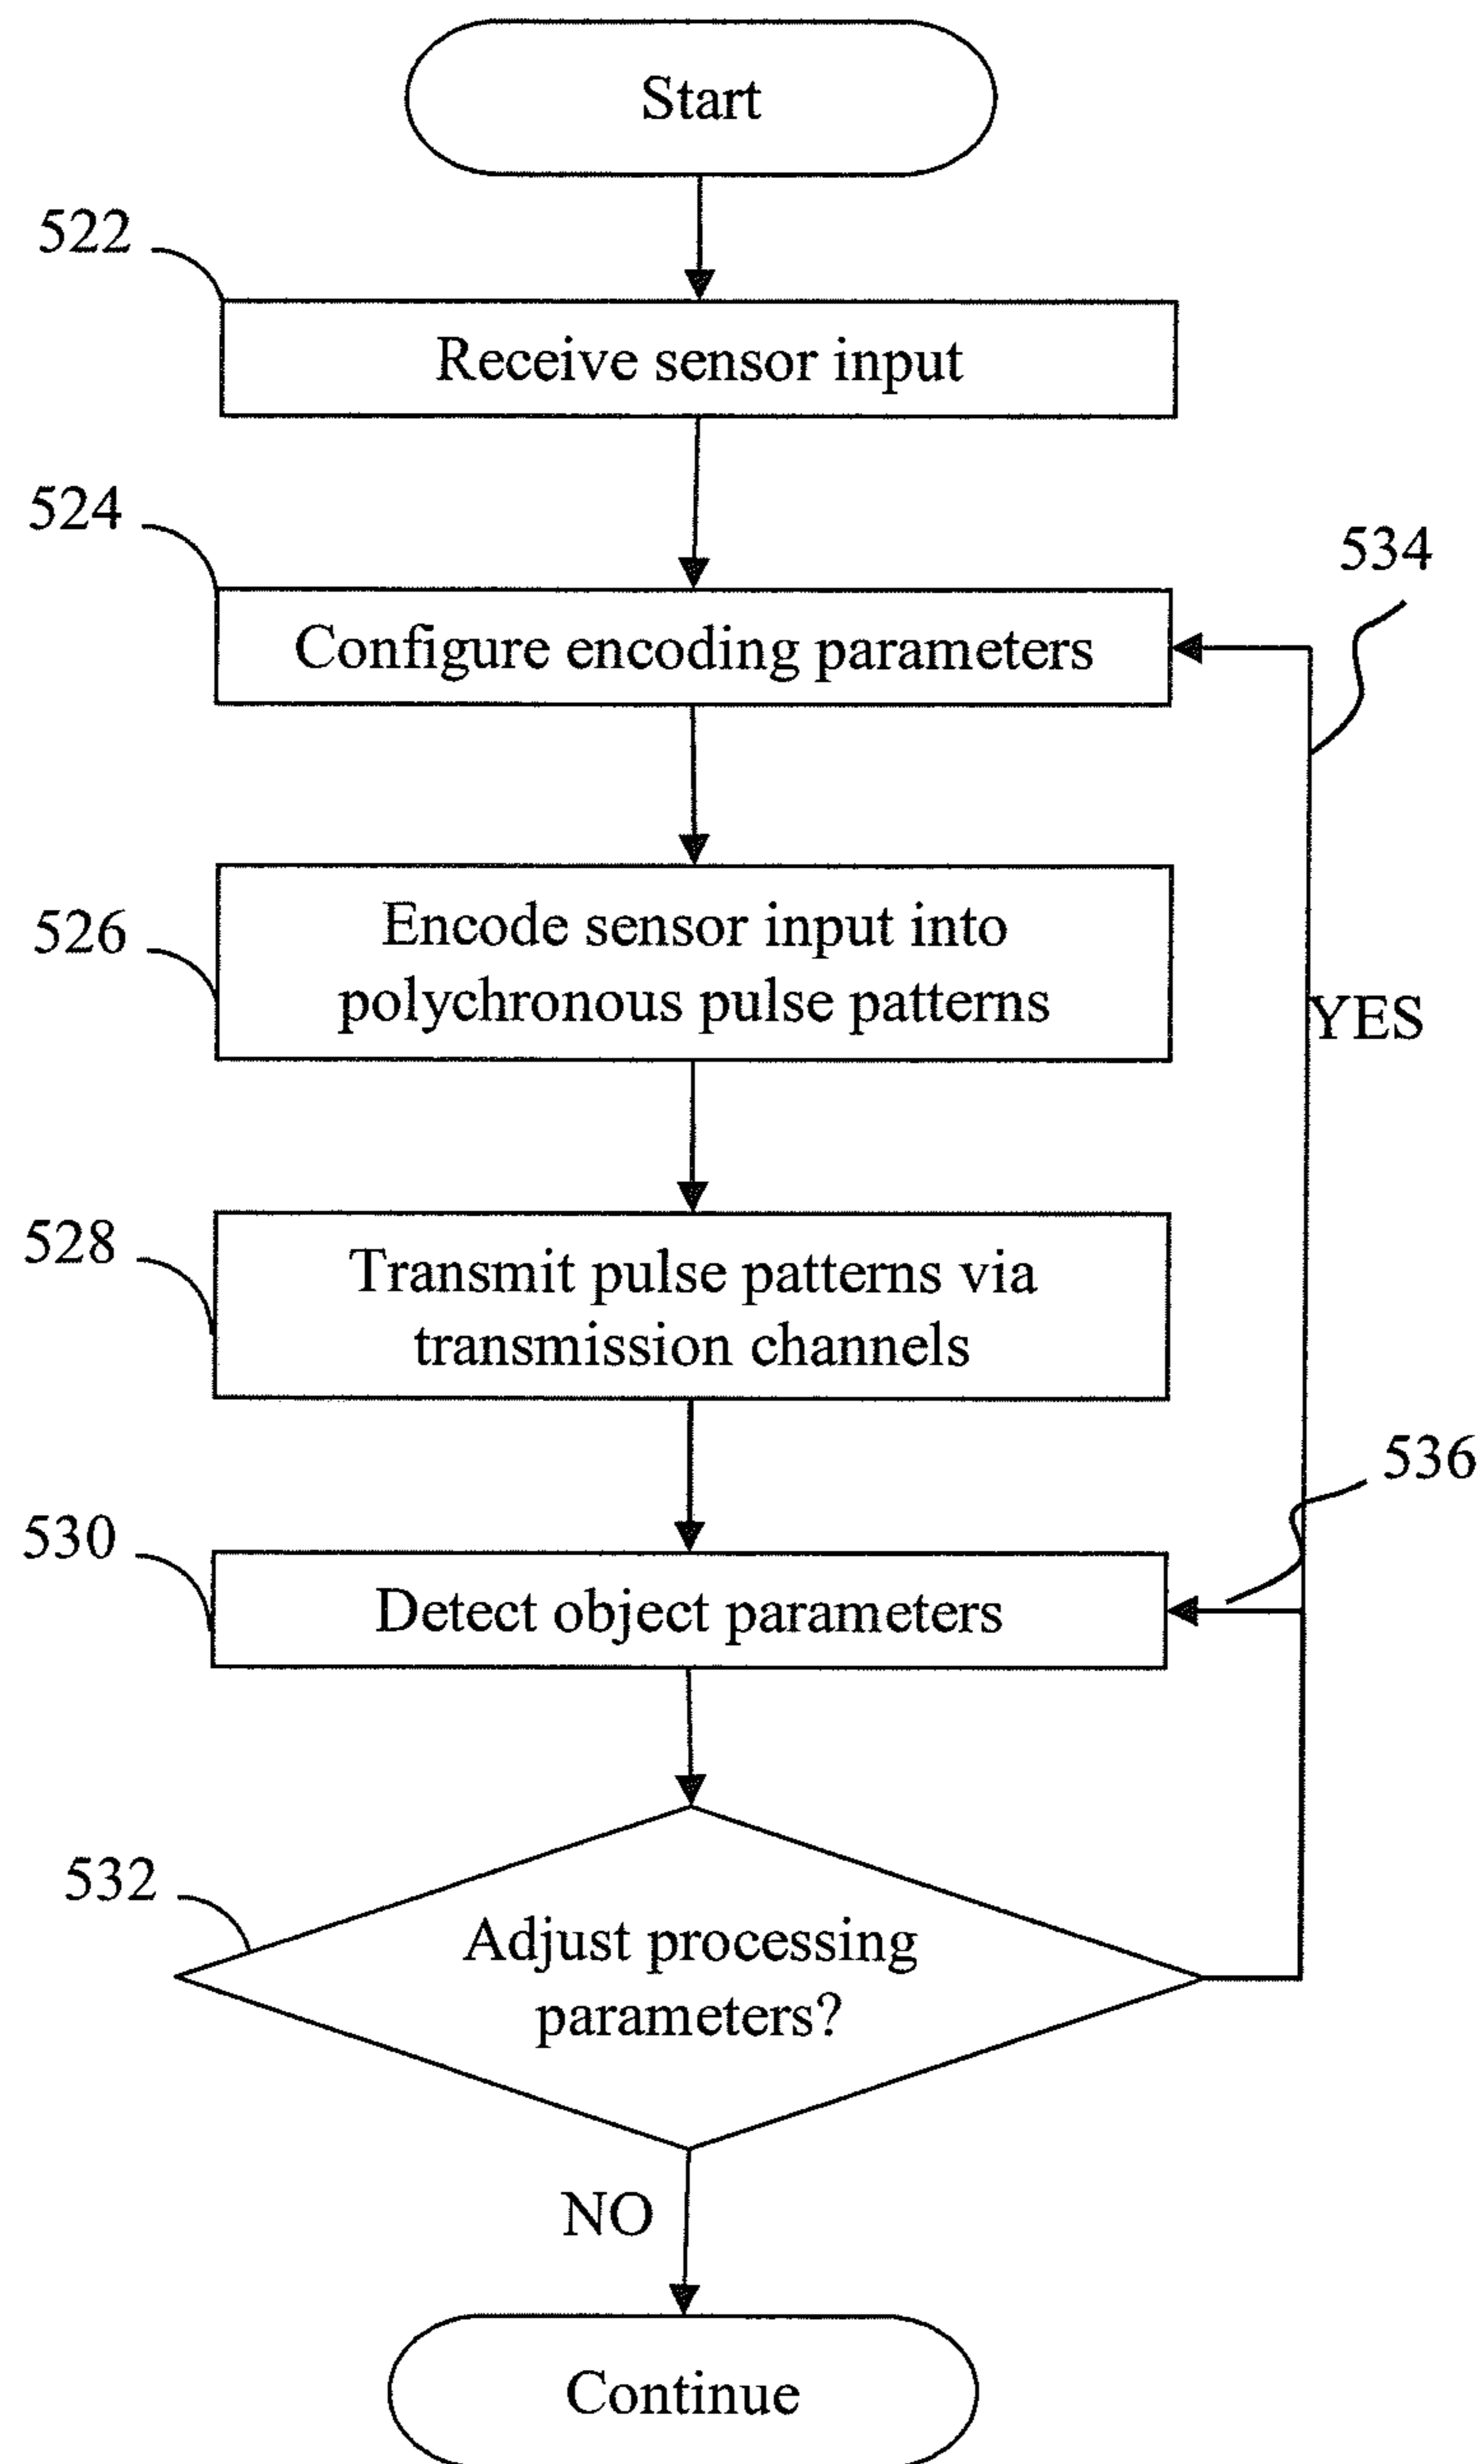 Start
522
Receive sensor input
524
534
Configure encoding parameters
526
Encode sensor input into
polychronous pulse patterns
YES
528
Transmit pulse patterns via
transmission channels
536
530
Detect object parameters
532
Adjust processing
parameters?
NO
Continue